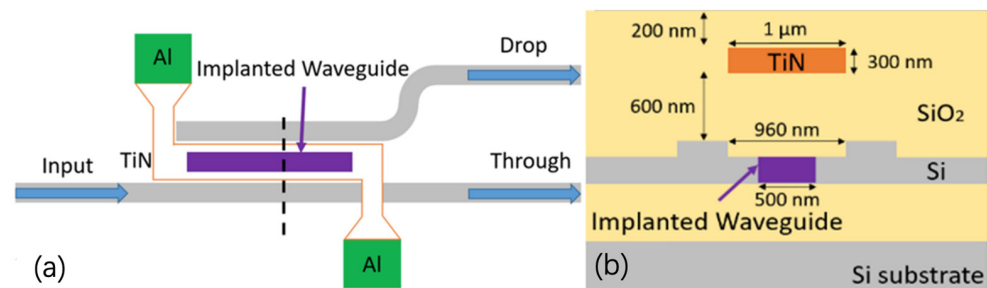 Al
Drop
Implanted Waveguide
TiN
Input
Through
Al
(a)
200 nm
1 μm
TiN
300 nm
600 nm
SiO₂
960 nm
Si
500 nm
Implanted Waveguide
(b)
Si substrate